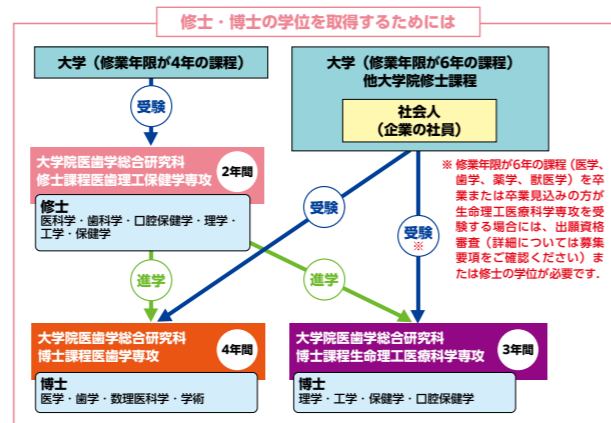 修士・博士の学位を取得するためには
大学（修業年限が4年の課程）
大学（修業年限が6年の課程）
他大学院修士課程
社会人
（企業の社員）
受験
大学院医歯学総合研究科
修士課程医歯理工保健学専攻
2年間
修士
医科学・歯科学・口腔保健学・理学・
工学・保健学
※ 修業年限が6年の課程（医学、
歯学、薬学、獣医学）を卒
業または卒業見込みの方が
生命理工医療科学専攻を受
験する場合には、出願資格
審査（詳細については募集
要項をご確認ください）ま
たは修士の学位が必要です.
受験
受験
※
進学
進学
大学院医歯学総合研究科
博士課程医歯学専攻
4年間
博士
医学・歯学・数理医科学・学術
大学院医歯学総合研究科
博士課程生命理工医療科学専攻
3年間
博士
理学・工学・保健学・口腔保健学